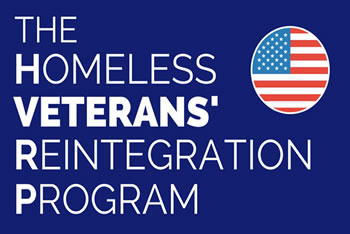 THE
HOMELESS
VETERANS'
REINTEGRATION
PROGRAM